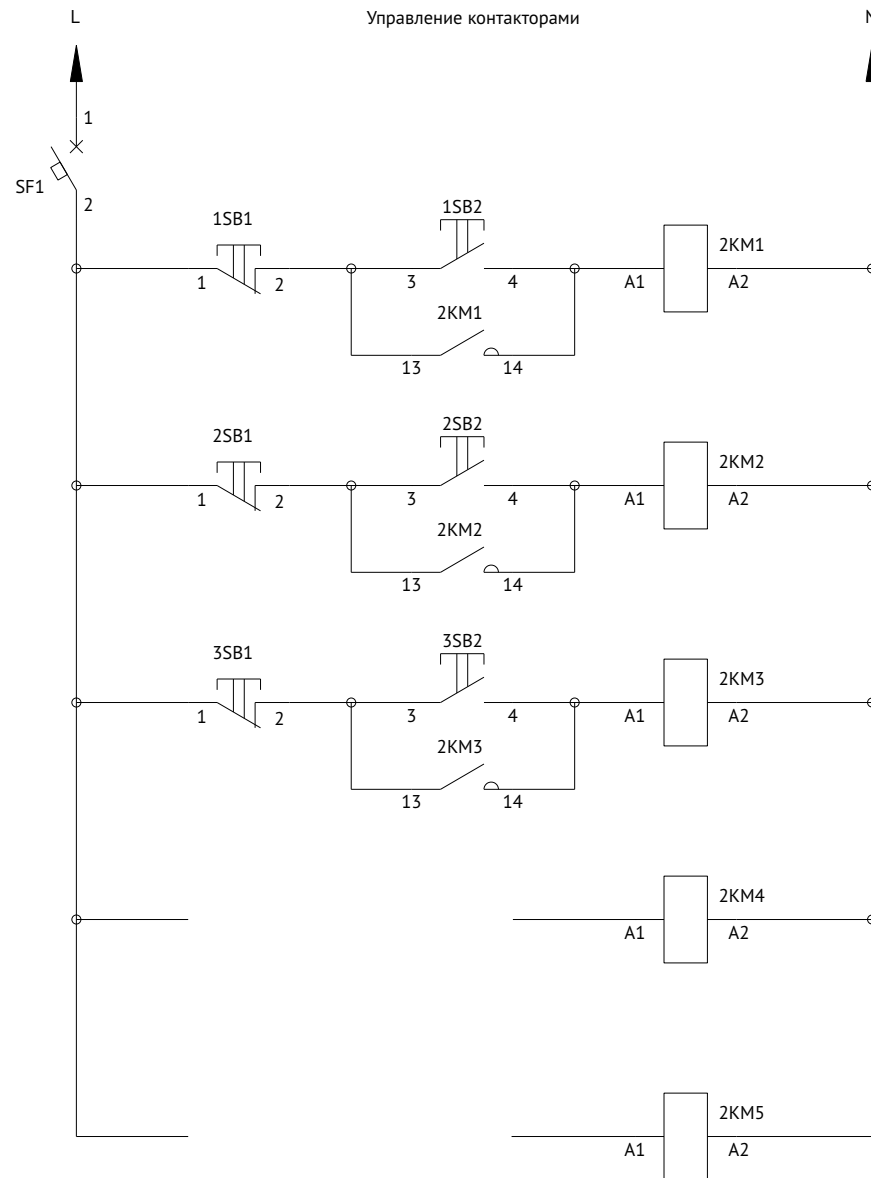 L Управление контакторами N
1
SF1
2
1SB1 1SB2 2KM1
1 2 3 4 A1 A2
2KM1
13 14
2SB1 2SB2 2KM2
1 2 3 4 A1 A2
2KM2
13 14
3SB1 3SB2 2KM3
1 2 3 4 A1 A2
2KM3
13 14
2KM4
A1 A2
2KM5
A1 A2